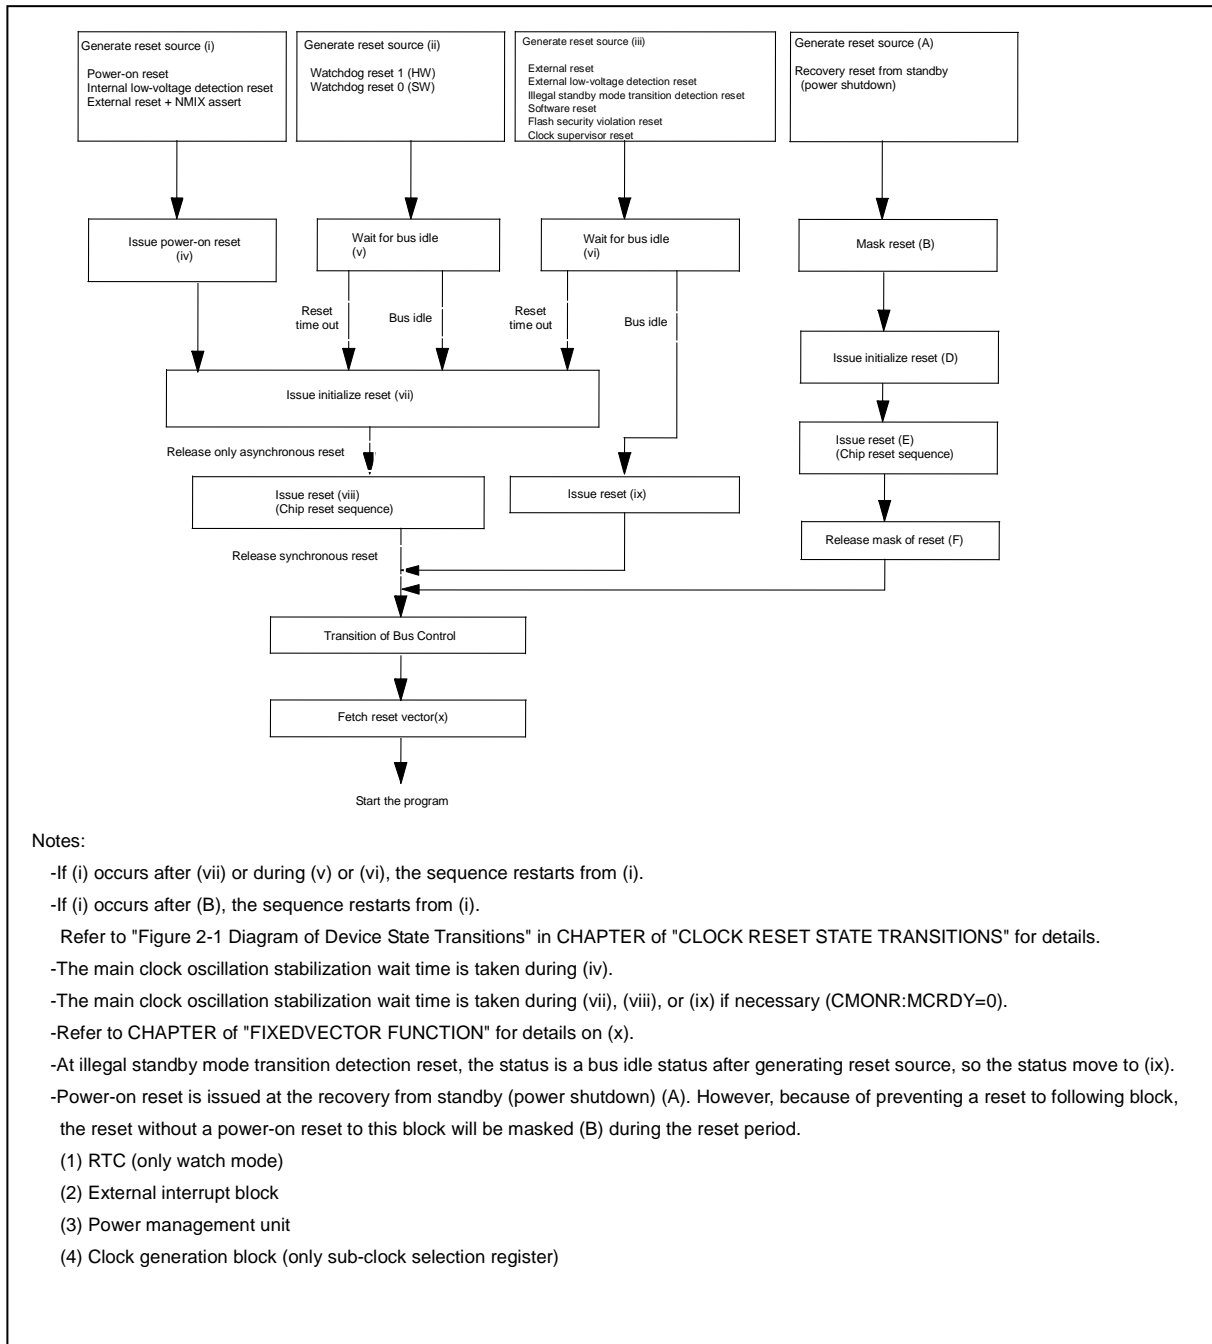 Generate reset source (i)
Power-on reset
Internal low-voltage detection reset
External reset + NMIX assert
Generate reset source (ii)
Watchdog reset 1 (HW)
Watchdog reset 0 (SW)
Generate reset source (iii)
External reset
External low-voltage detection reset
Illegal standby mode transition detection reset
Software reset
Flash security violation reset
Clock supervisor reset
Generate reset source (A)
Recovery reset from standby
(power shutdown)
Issue power-on reset
(iv)
Wait for bus idle
(v)
Wait for bus idle
(vi)
Mask reset (B)
Reset
time out
Bus idle
Reset
time out
Bus idle
Issue initialize reset (D)
Issue initialize reset (vii)
Release only asynchronous reset
Issue reset (E)
(Chip reset sequence)
Issue reset (viii)
(Chip reset sequence)
Issue reset (ix)
Release mask of reset (F)
Release synchronous reset
Transition of Bus Control
Fetch reset vector(x)
Start the program
Notes:
-If (i) occurs after (vii) or during (v) or (vi), the sequence restarts from (i).
-If (i) occurs after (B), the sequence restarts from (i).
Refer to "Figure 2-1 Diagram of Device State Transitions" in CHAPTER of "CLOCK RESET STATE TRANSITIONS" for details.
-The main clock oscillation stabilization wait time is taken during (iv).
-The main clock oscillation stabilization wait time is taken during (vii), (viii), or (ix) if necessary (CMONR:MCRDY=0).
-Refer to CHAPTER of "FIXEDVECTOR FUNCTION" for details on (x).
-At illegal standby mode transition detection reset, the status is a bus idle status after generating reset source, so the status move to (ix).
-Power-on reset is issued at the recovery from standby (power shutdown) (A). However, because of preventing a reset to following block,
the reset without a power-on reset to this block will be masked (B) during the reset period.
(1) RTC (only watch mode)
(2) External interrupt block
(3) Power management unit
(4) Clock generation block (only sub-clock selection register)